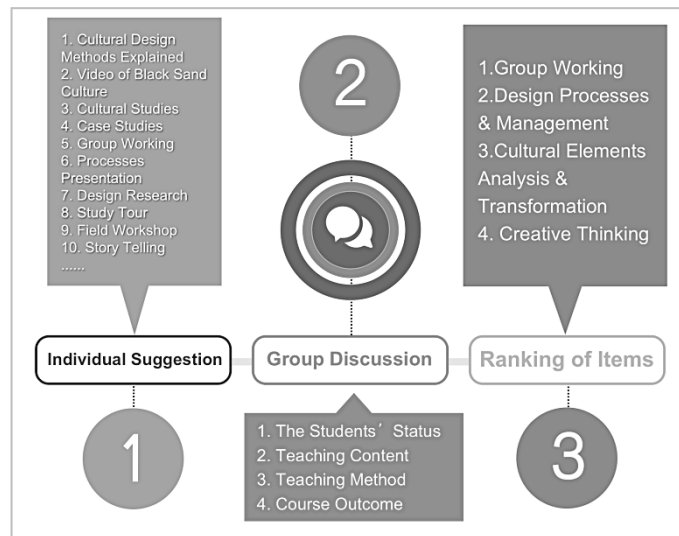 1. Cultural Design
Methods Explained
2. Video of Black Sand
Culture
3. Cultural Studies
4. Case Studies
5. Group Working
6. Processes
Presentation
7. Design Research
8. Study Tour
9. Field Workshop
10. Story Telling
......
Individual Suggestion
1
2
Group Discussion
1. The Students' Status
2. Teaching Content
3. Teaching Method
4. Course Outcome
1.Group Working
2.Design Processes
& Management
3.Cultural Elements
Analysis &
Transformation
4. Creative Thinking
Ranking of Items
3